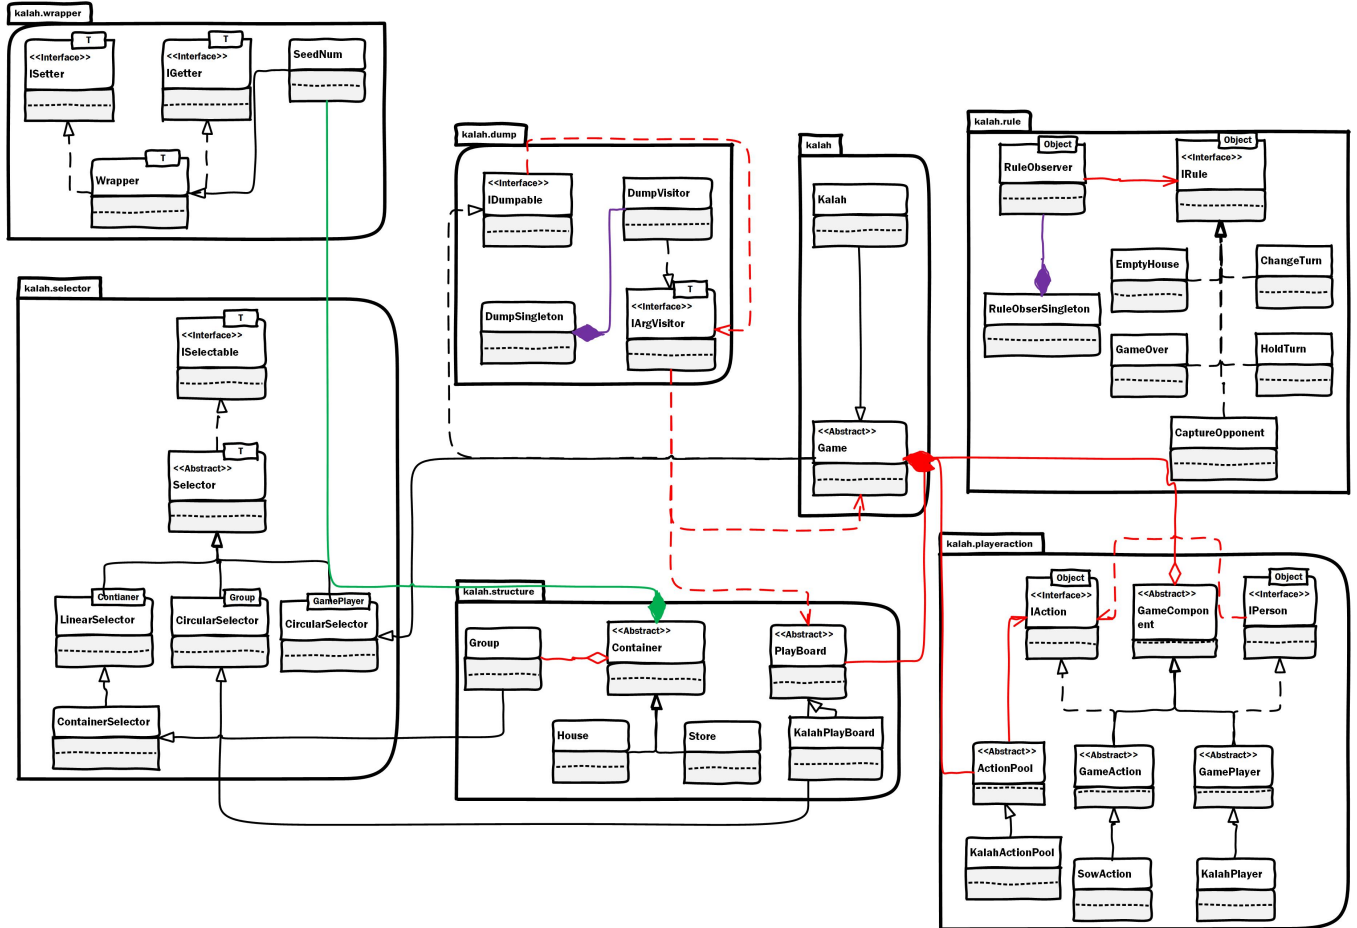 kalah.wrapper
T
<<Interface>>
ISetter
T
<<Interface>>
IGetter
SeedNum
T
Wrapper
kalah.dump
<<Interface>>
IDumpable
DumpVisitor
DumpSingleton
T
<<Interface>>
IArgVisitor
kalah
Kalah
<<Abstract>>
Game
kalah.rule
Object
RuleObserver
Object
<<Interface>>
IRule
EmptyHouse
ChangeTurn
RuleObserSingleton
GameOver
HoldTurn
CaptureOpponent
kalah.selector
T
<<Interface>>
ISelectable
T
<<Abstract>>
Selector
Contianer
LinearSelector
Group
CircularSelector
GamePlayer
CircularSelector
ContainerSelector
kalah.structure
Group
<<Abstract>>
Container
<<Abstract>>
PlayBoard
House
Store
KalahPlayBoard
kalah.playeraction
Object
<<Interface>>
IAction
<<Abstract>>
GameCompon
ent
Object
<<Interface>>
IPerson
<<Abstract>>
ActionPool
<<Abstract>>
GameAction
<<Abstract>>
GamePlayer
KalahActionPool
SowAction
KalahPlayer